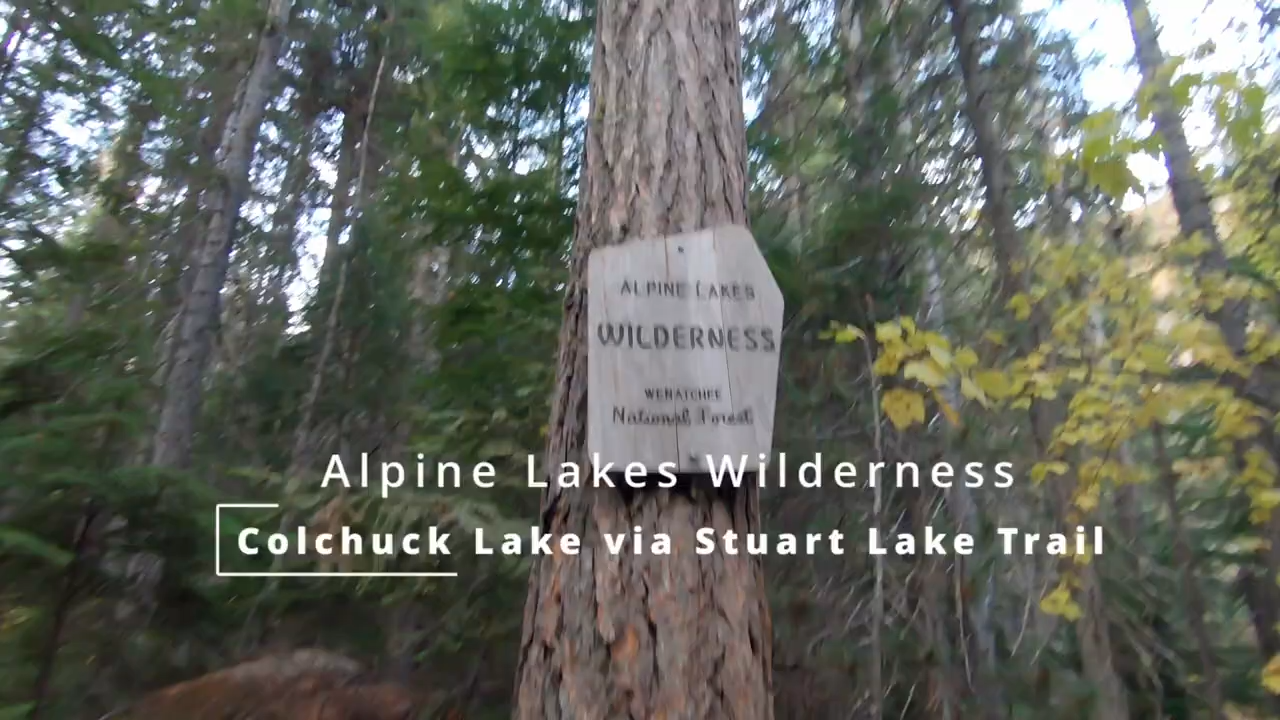 ALPINE LAKES
WILDERNESS
WENATCHEE
National Forest
Alpine Lakes Wilderness
Colchuck Lake via Stuart Lake Trail